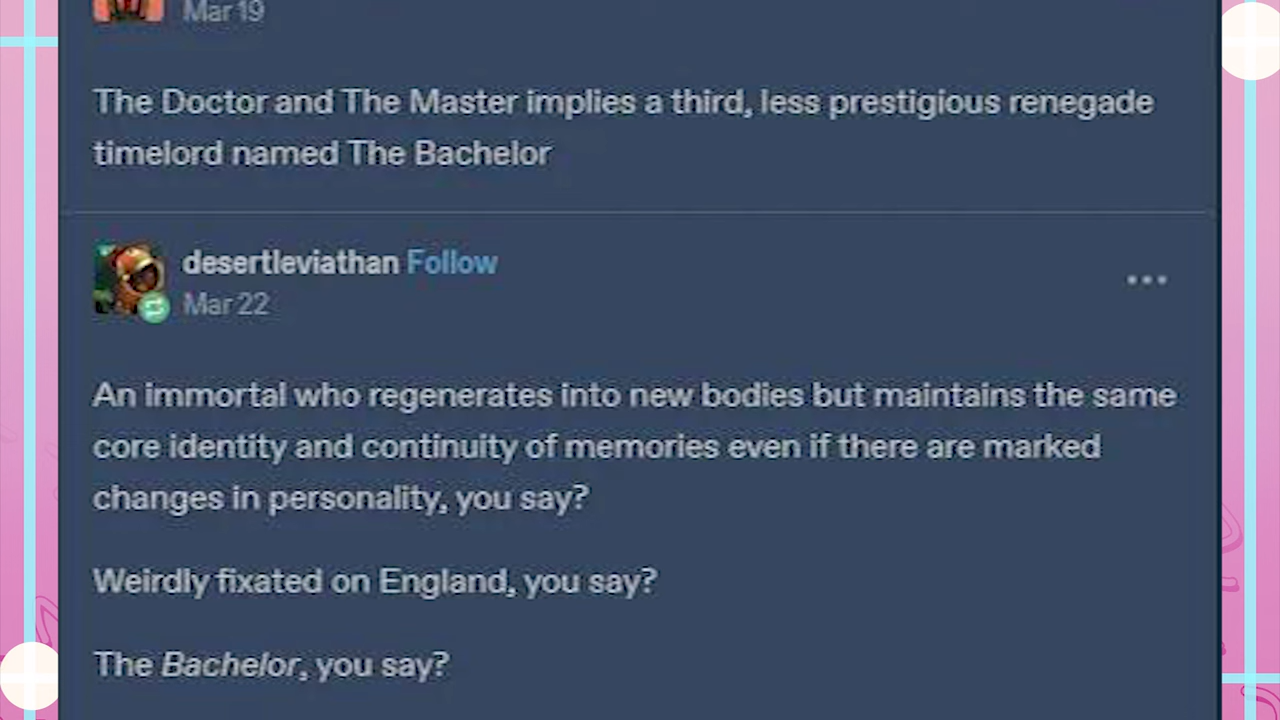 Mar 19
The Doctor and The Master implies a third, less prestigious renegade
timelord named The Bachelor
desertleviathan Follow
Mar 22
An immortal who regenerates into new bodies but maintains the same
core identity and continuity of memories even if there are marked
changes in personality, you say?
Weirdly fixated on England, you say?
The Bachelor, you say?